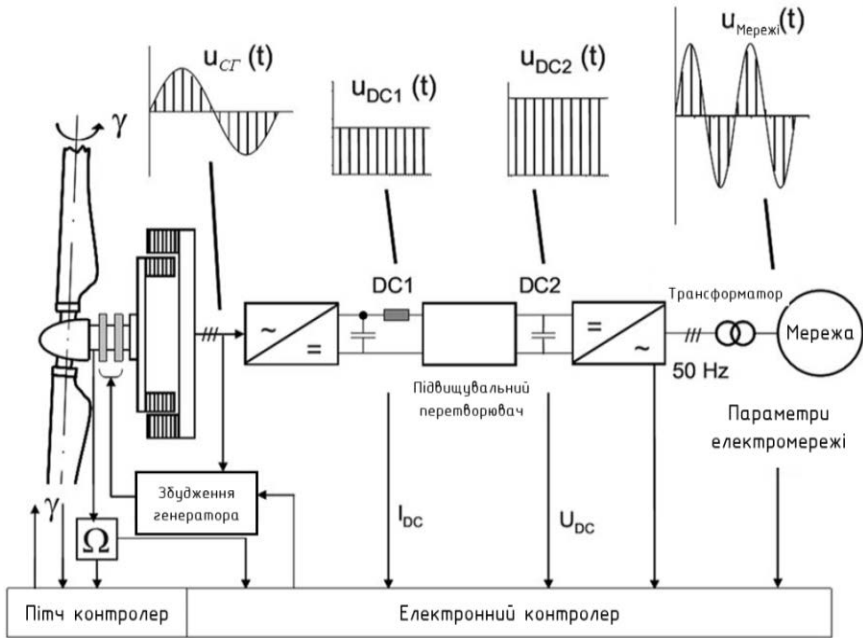 u_СГ (t)
u_DC1 (t)
u_DC2 (t)
u_Мережі(t)
γ
~
=
DC1
DC2
=
~
50 Hz
Трансформатор
Мережа
Підвищувальний
перетворювач
Параметри
електромережі
Збудження
генератора
γ
Ω
I_DC
U_DC
Пітч контролер
Електронний контролер